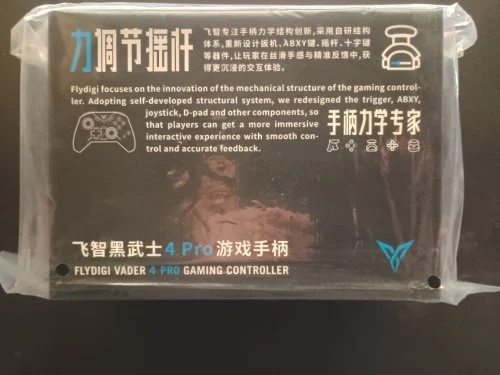 力调节摇杆
飞智专注手柄力学结构创新,采用自研结构
体系,重新设计扳机、ABXY键、摇杆、十字键
等器件,让玩家在丝滑手感与精准反馈中,获
得更沉浸的交互体验。
Flydigi focuses on the innovation of the mechanical structure of the gaming control-
ler. Adopting self-developed structural system, we redesigned the trigger, ABXY,
joystick, D-pad and other components, so
that players can get a more immersive
interactive experience with smooth con-
trol and accurate feedback.
手柄力学专家
飞智黑武士4 Pro游戏手柄
FLYDIGI VADER 4 PRO GAMING CONTROLLER